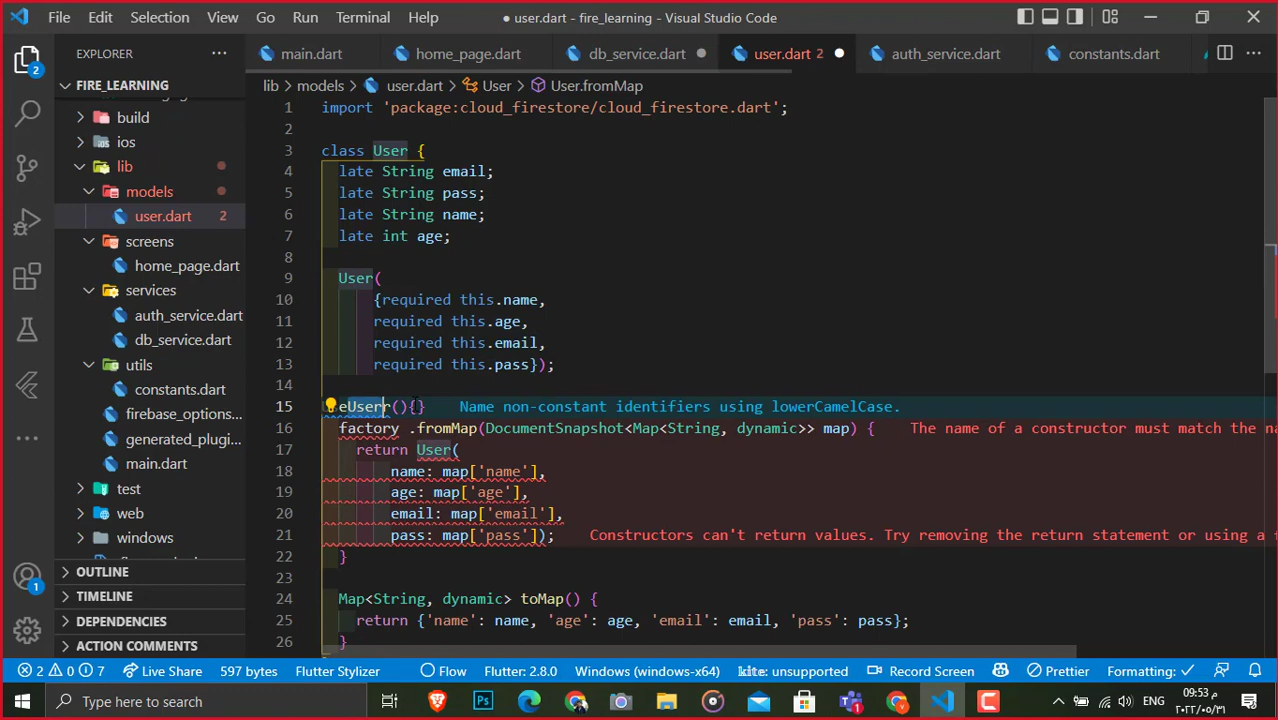 File Edit Selection View Go Run Terminal Help
● user.dart - fire_learning - Visual Studio Code
EXPLORER
main.dart home_page.dart db_service.dart user.dart 2 auth_service.dart constants.dart
FIRE_LEARNING
build
ios
lib
models
user.dart 2
screens
home_page.dart
services
auth_service.dart
db_service.dart
utils
constants.dart
firebase_options...
generated_plugi...
main.dart
test
web
windows
OUTLINE
TIMELINE
DEPENDENCIES
ACTION COMMENTS
2
1
lib > models > user.dart > User > User.fromMap
1 import 'package:cloud_firestore/cloud_firestore.dart';
2
3 class User {
4 late String email;
5 late String pass;
6 late String name;
7 late int age;
8
9 User(
10 {required this.name,
11 required this.age,
12 required this.email,
13 required this.pass});
14
15 eUserr(){} Name non-constant identifiers using lowerCamelCase.
16 factory .fromMap(DocumentSnapshot<Map<String, dynamic>> map) { The name of a constructor must match the na
17 return User(
18 name: map['name'],
19 age: map['age'],
20 email: map['email'],
21 pass: map['pass']); Constructors can't return values. Try removing the return statement or using a f
22 }
23
24 Map<String, dynamic> toMap() {
25 return {'name': name, 'age': age, 'email': email, 'pass': pass};
26 }
2 0 7 Live Share 597 bytes Flutter Stylizer Flow Flutter: 2.8.0 Windows (windows-x64) kite: unsupported Record Screen Prettier Formatting: ✓
Type here to search
Ps
1
ENG
09:53 م
٢٠٢٢/٠٥/٣١